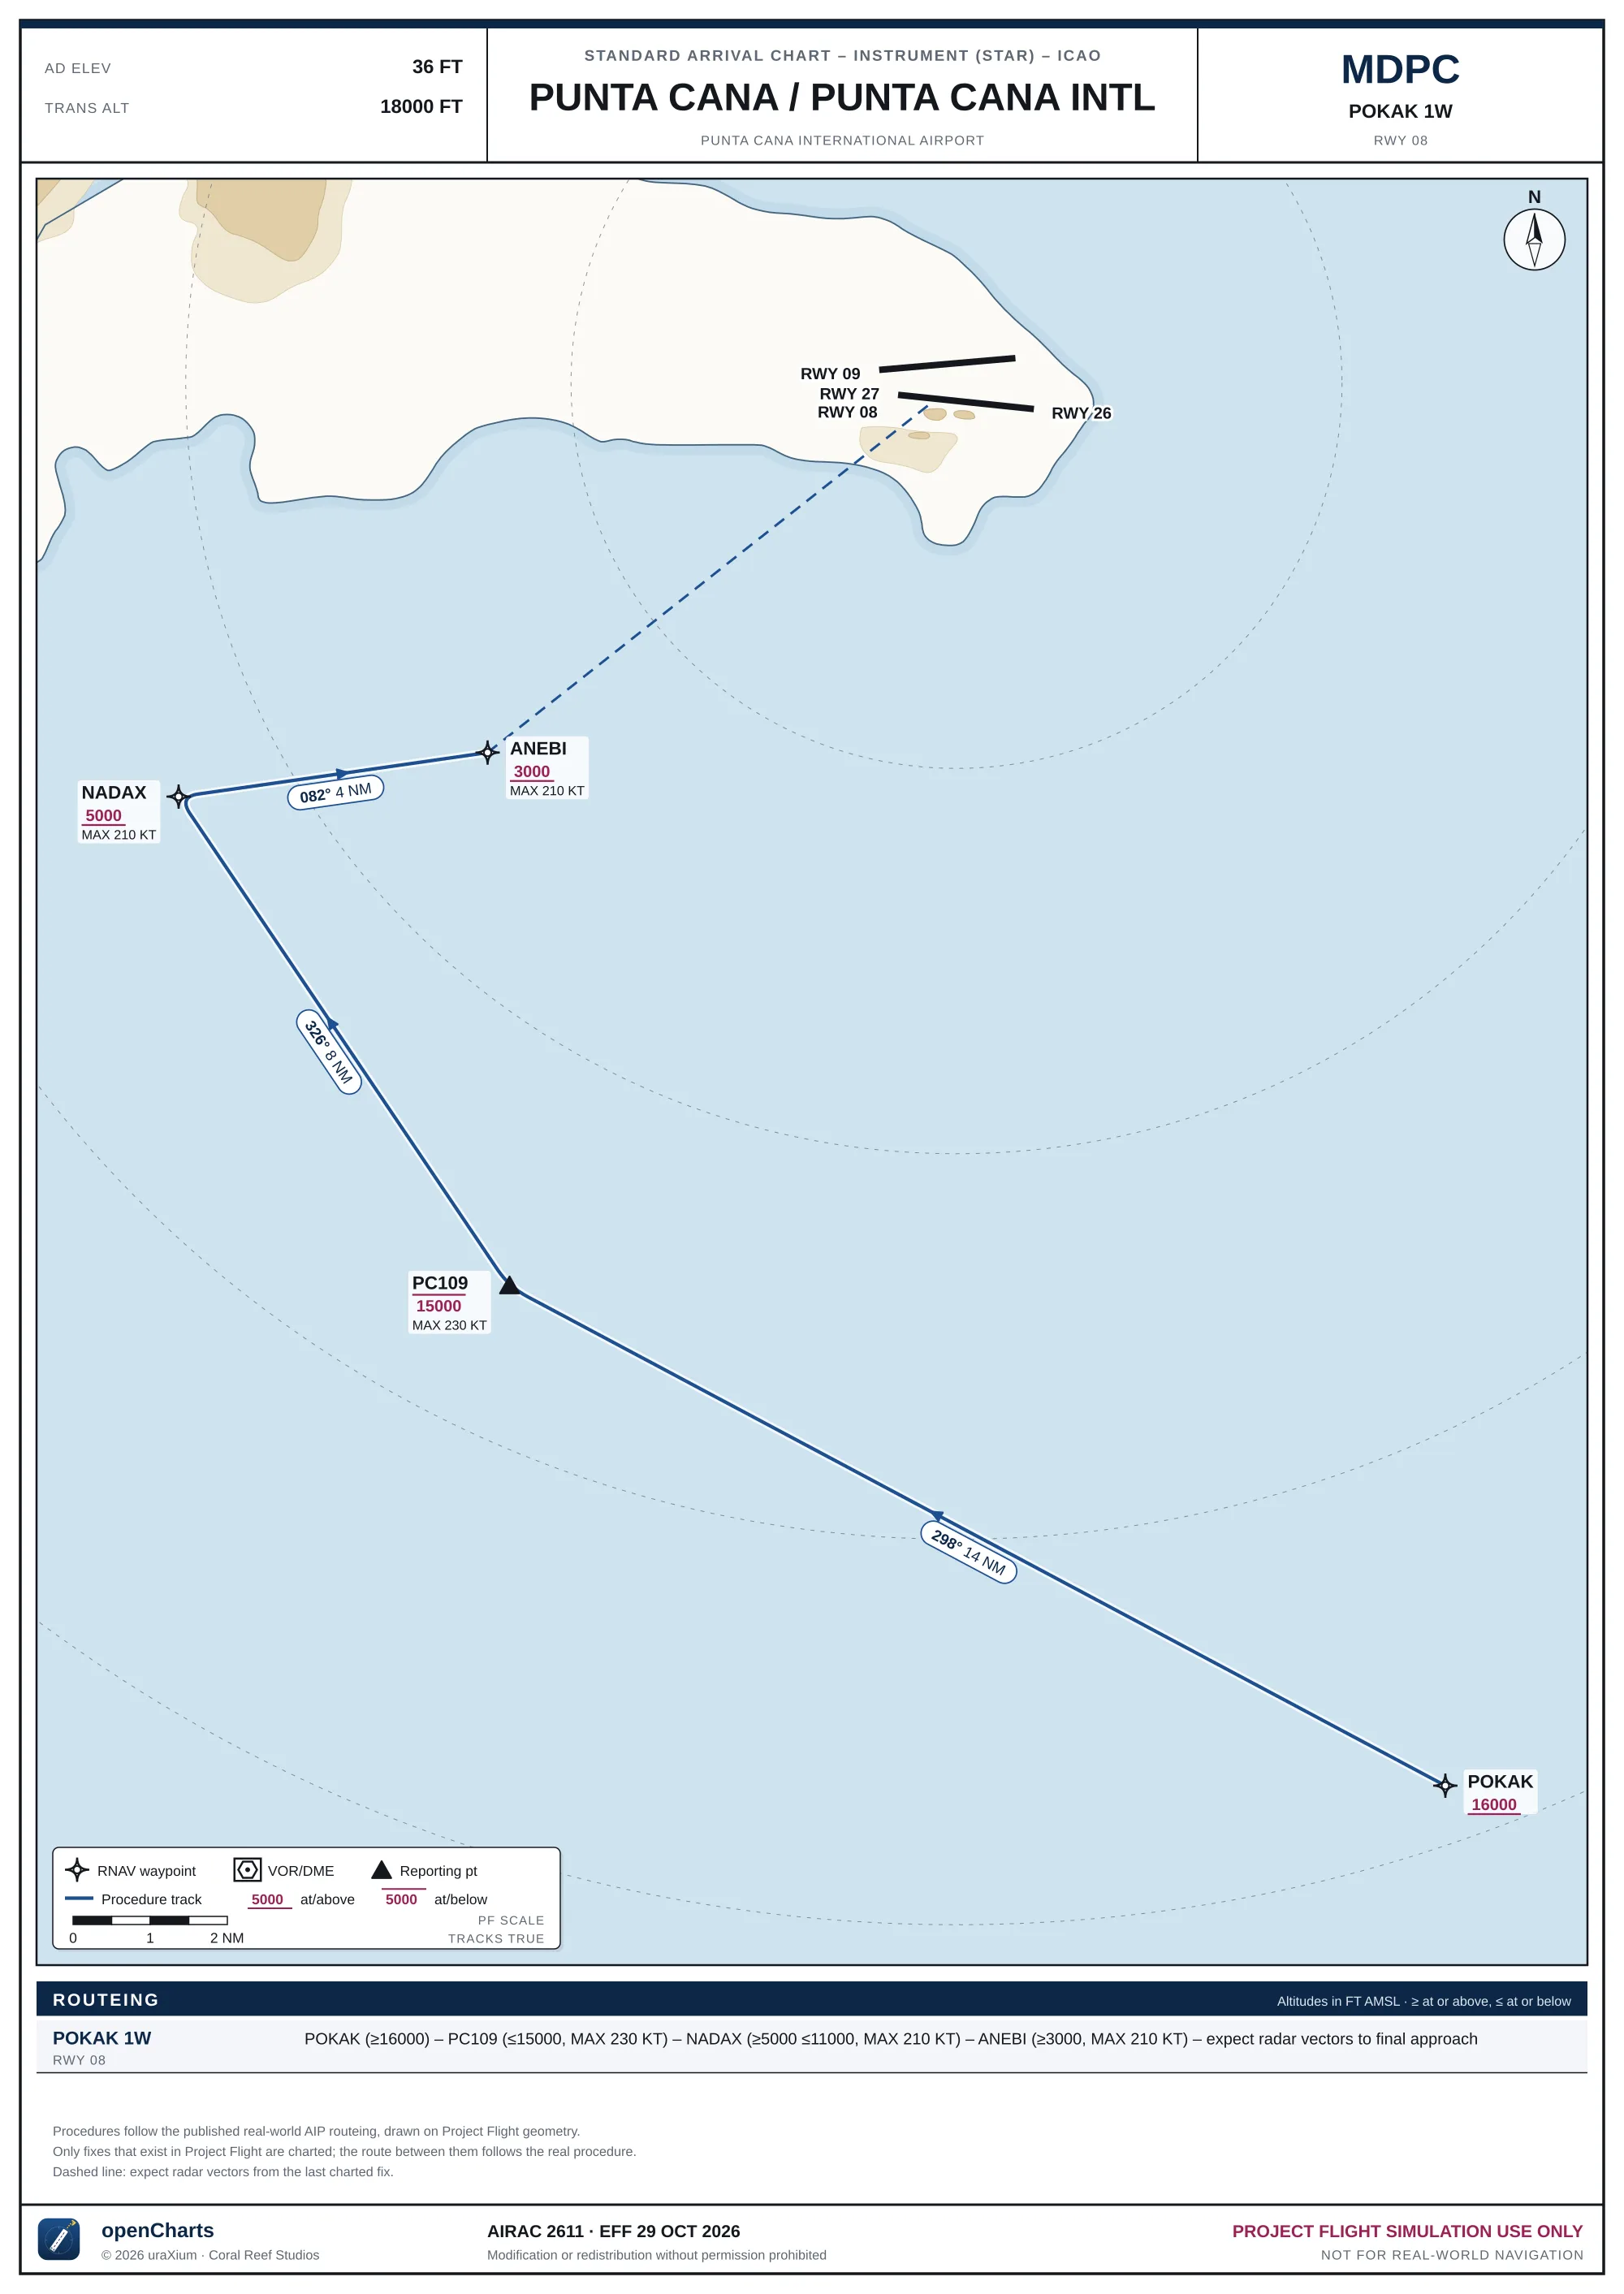 AD ELEV 36 FT
TRANS ALT 18000 FT
STANDARD ARRIVAL CHART – INSTRUMENT (STAR) – ICAO
PUNTA CANA / PUNTA CANA INTL
PUNTA CANA INTERNATIONAL AIRPORT
MDPC
POKAK 1W
RWY 08
N
RWY 09
RWY 27
RWY 08
RWY 26
ANEBI
3000
MAX 210 KT
082° 4 NM
NADAX
5000
MAX 210 KT
326° 8 NM
PC109
15000
MAX 230 KT
298° 14 NM
POKAK
16000
RNAV waypoint VOR/DME Reporting pt
Procedure track 5000 at/above 5000 at/below
PF SCALE
0 1 2 NM TRACKS TRUE
ROUTEING Altitudes in FT AMSL · ≥ at or above, ≤ at or below
POKAK 1W POKAK (≥16000) – PC109 (≤15000, MAX 230 KT) – NADAX (≥5000 ≤11000, MAX 210 KT) – ANEBI (≥3000, MAX 210 KT) – expect radar vectors to final approach
RWY 08
Procedures follow the published real-world AIP routeing, drawn on Project Flight geometry.
Only fixes that exist in Project Flight are charted; the route between them follows the real procedure.
Dashed line: expect radar vectors from the last charted fix.
openCharts
© 2026 uraXium · Coral Reef Studios
AIRAC 2611 · EFF 29 OCT 2026
Modification or redistribution without permission prohibited
PROJECT FLIGHT SIMULATION USE ONLY
NOT FOR REAL-WORLD NAVIGATION